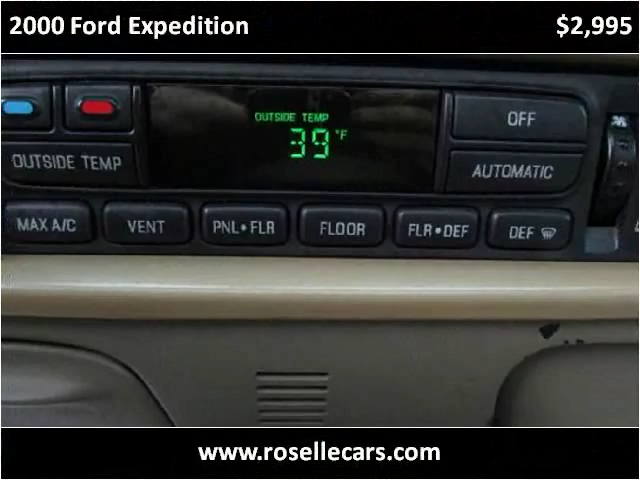 2000 Ford Expedition $2,995
OUTSIDE TEMP
39 °F
OFF
OUTSIDE TEMP
AUTOMATIC
MAX A/C VENT PNL•FLR FLOOR FLR•DEF DEF
www.rosellecars.com